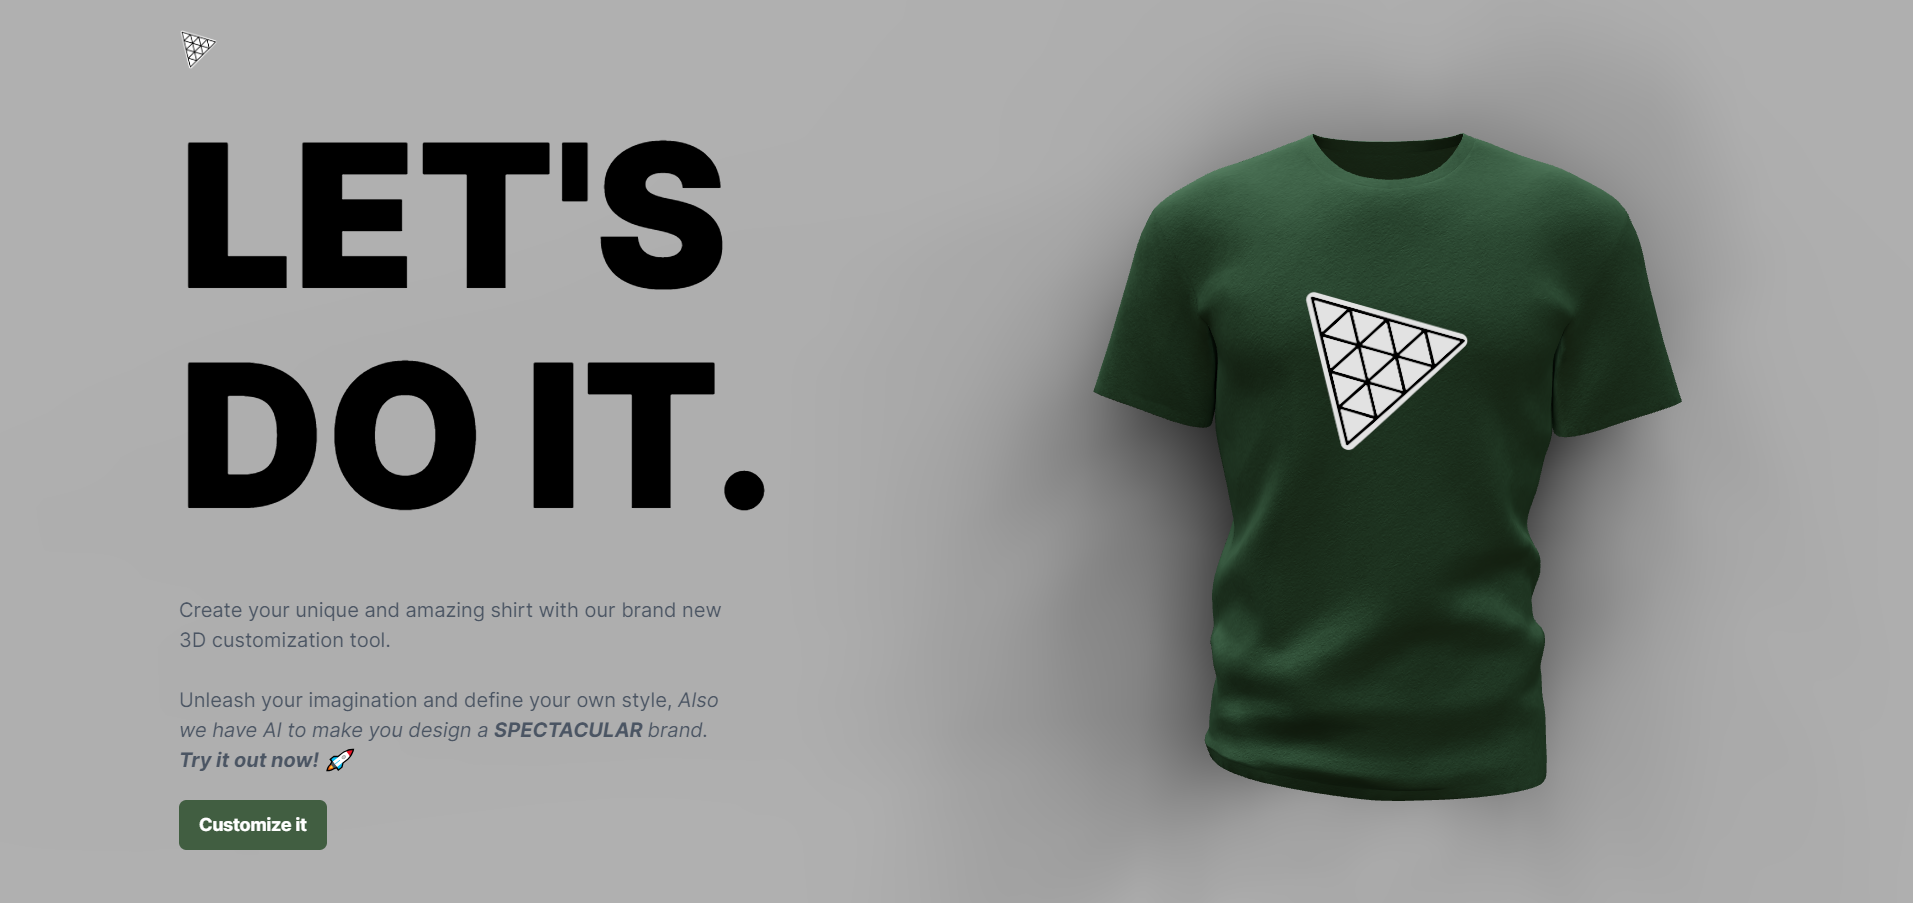 LET'S
DO IT.
Create your unique and amazing shirt with our brand new
3D customization tool.
Unleash your imagination and define your own style, Also
we have AI to make you design a SPECTACULAR brand.
Try it out now! 🚀
Customize it